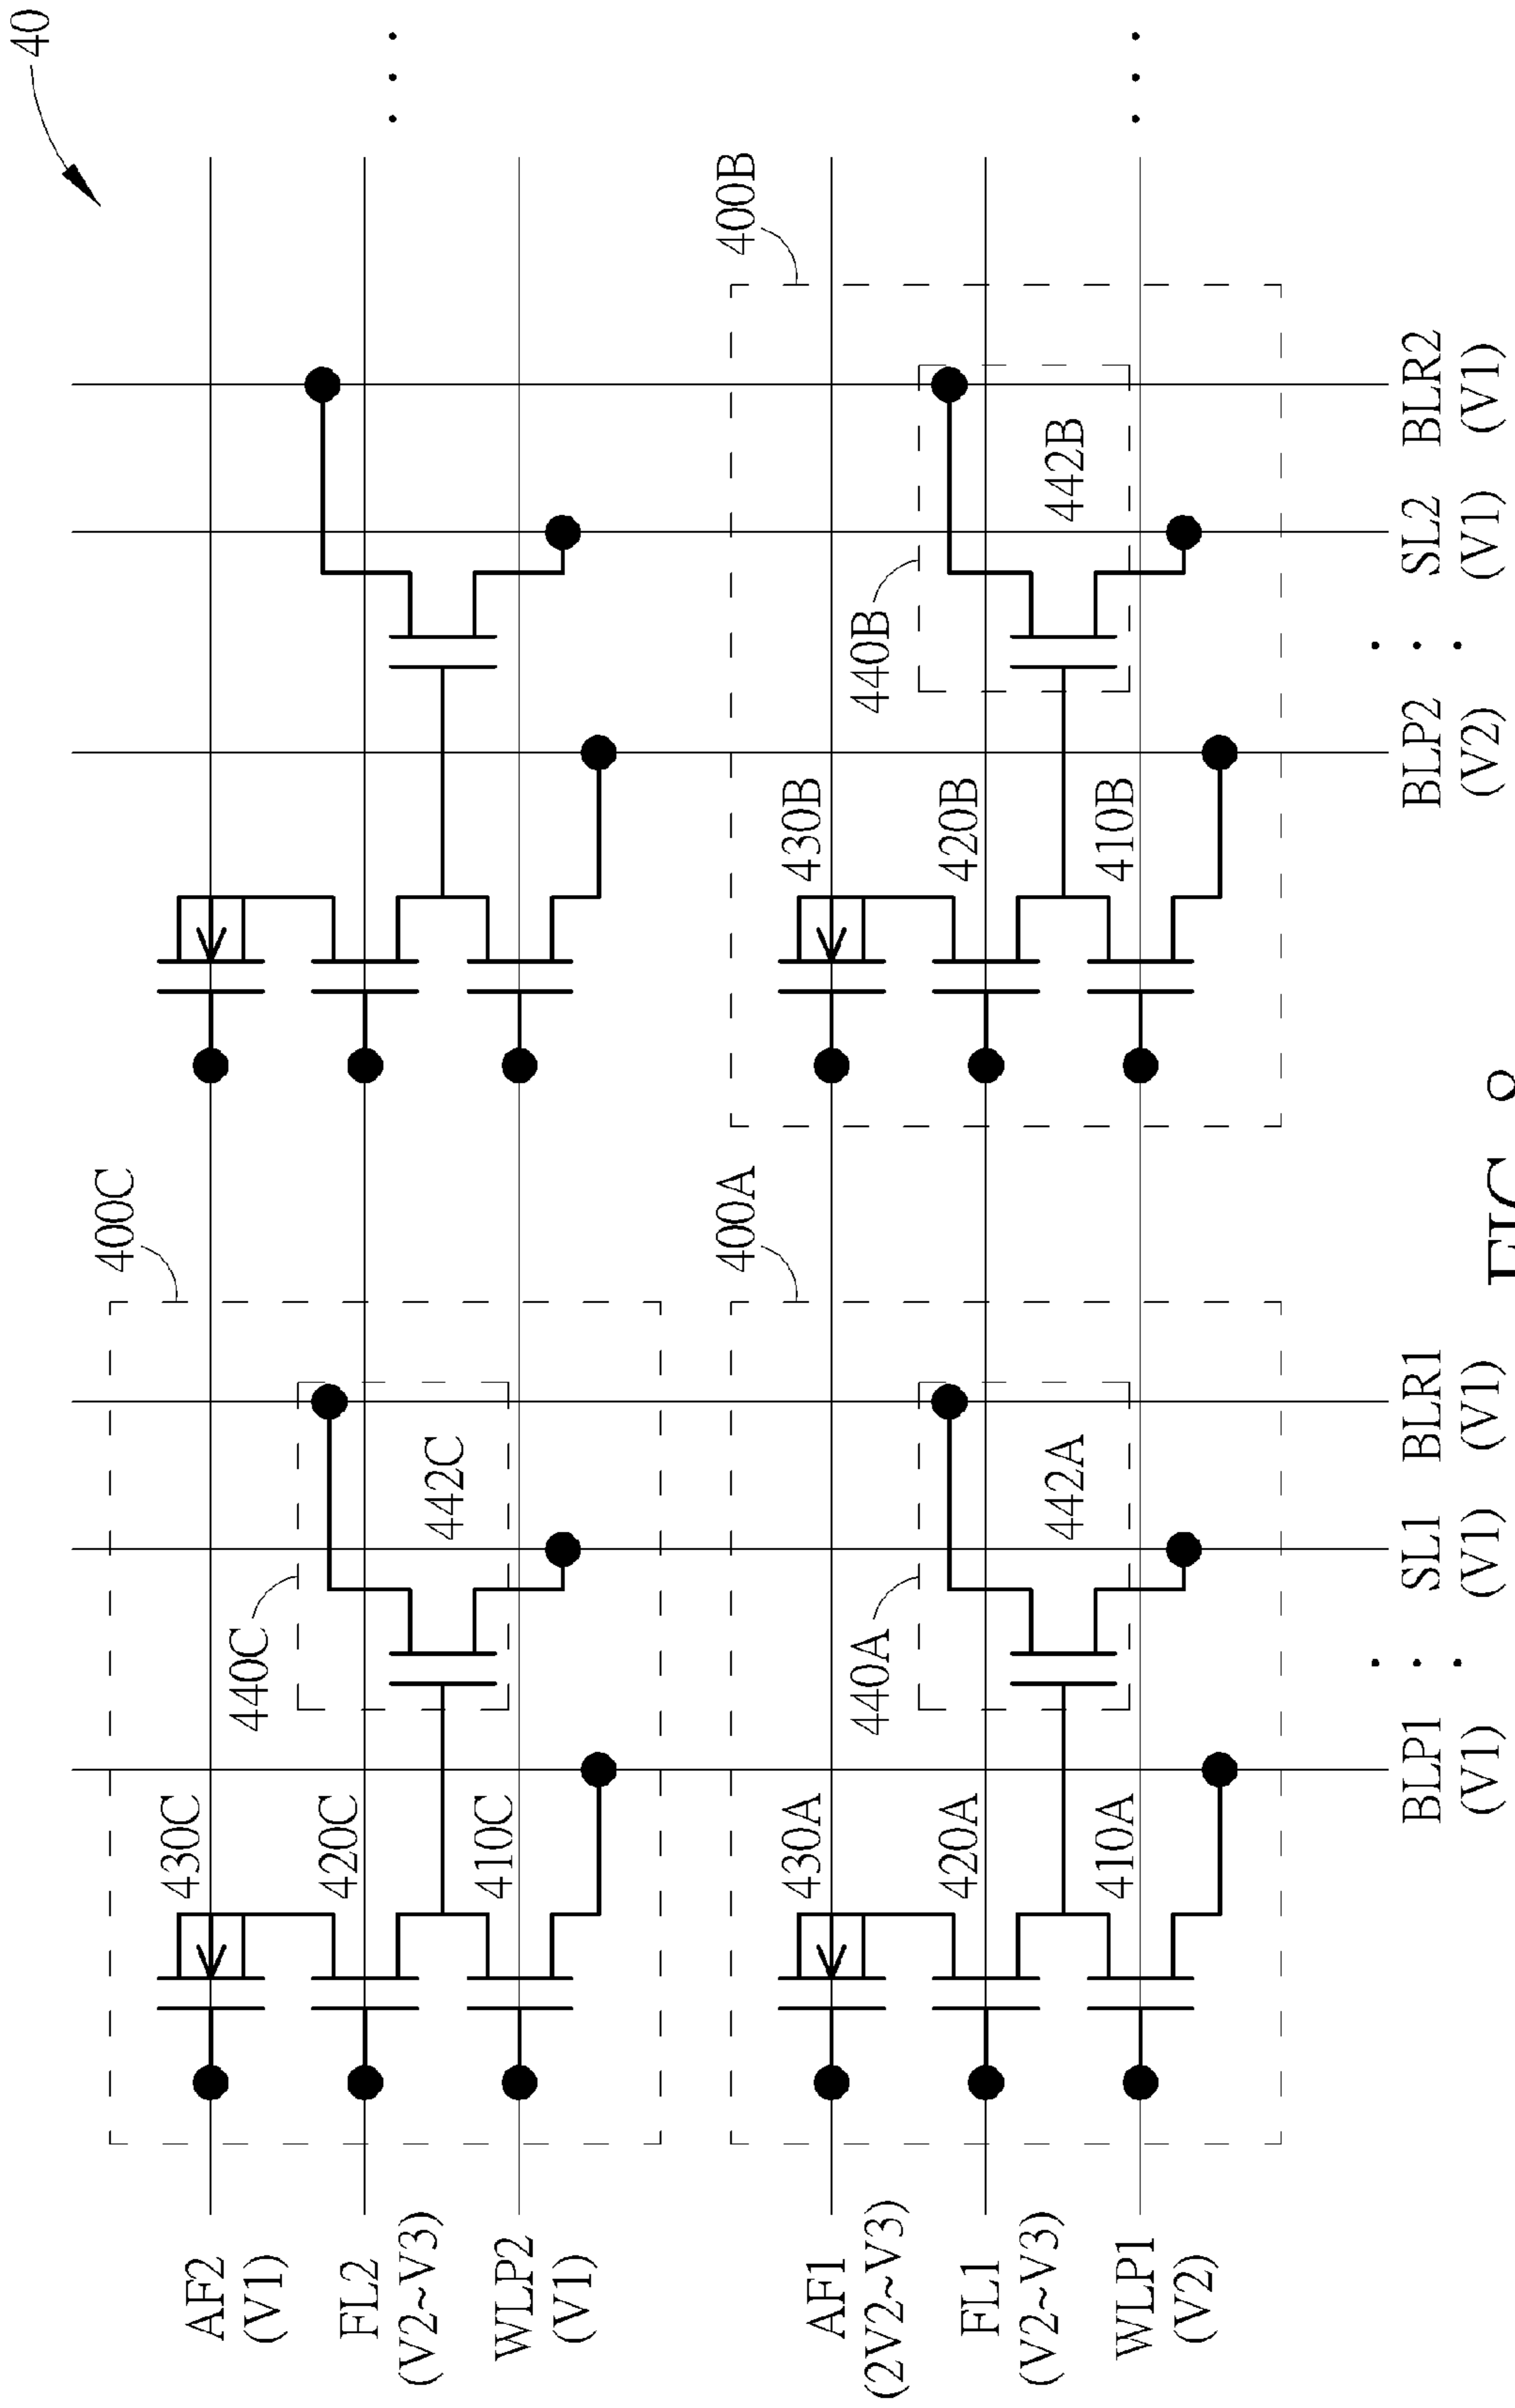 40
400C
430C
AF2
(V1)
440C
420C
FL2
(V2~V3)
442C
410C
WLP2
(V1)
400A
400B
430A
430B
AF1
(2V2~V3)
440A
440B
420A
420B
FL1
(V2~V3)
442A
442B
410A
410B
WLP1
(V2)
BLP1
(V1)
SL1
(V1)
BLR1
(V1)
BLP2
(V2)
SL2
(V1)
BLR2
(V1)
FIG. 8